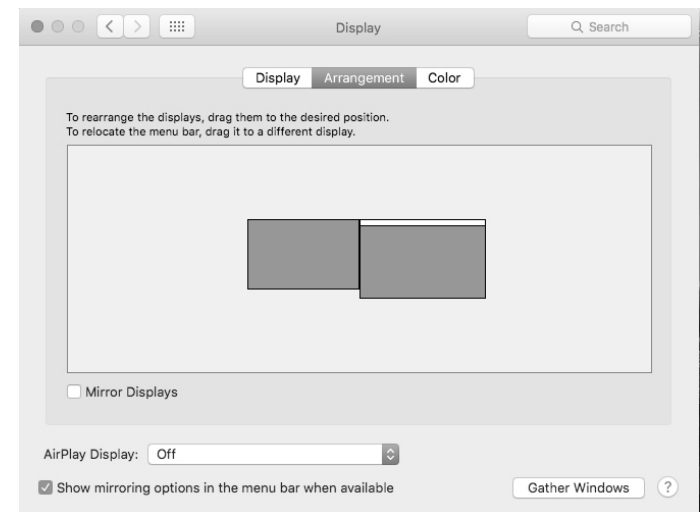 Display
Search
Display Arrangement Color
To rearrange the displays, drag them to the desired position.
To relocate the menu bar, drag it to a different display.
Mirror Displays
AirPlay Display: Off
Show mirroring options in the menu bar when available
Gather Windows ?